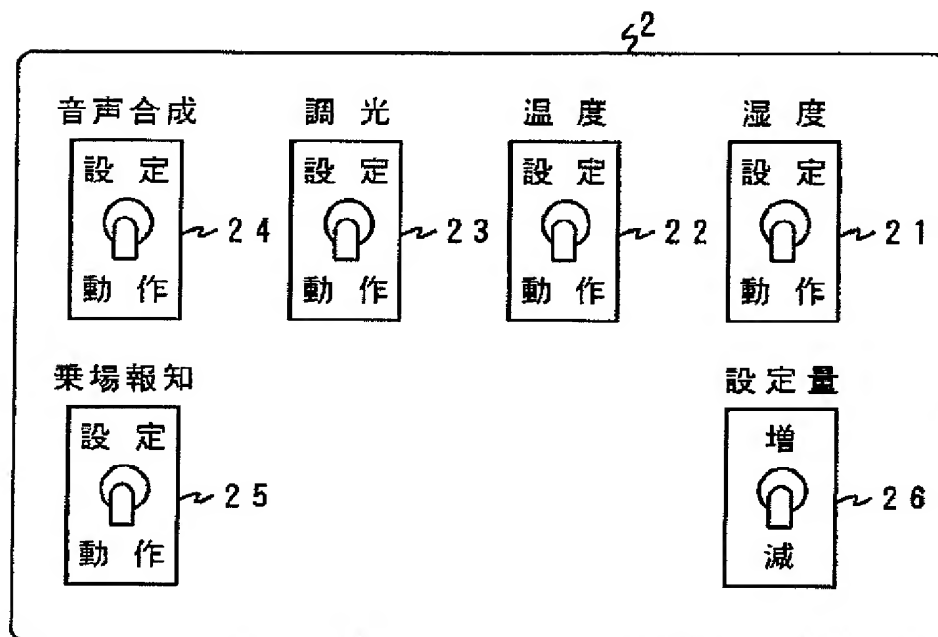 2
音声合成 調光 温度 湿度
設定 設定 設定 設定
24 23 22 21
動作 動作 動作 動作
乗場報知 設定量
設定 増
25 26
動作 減